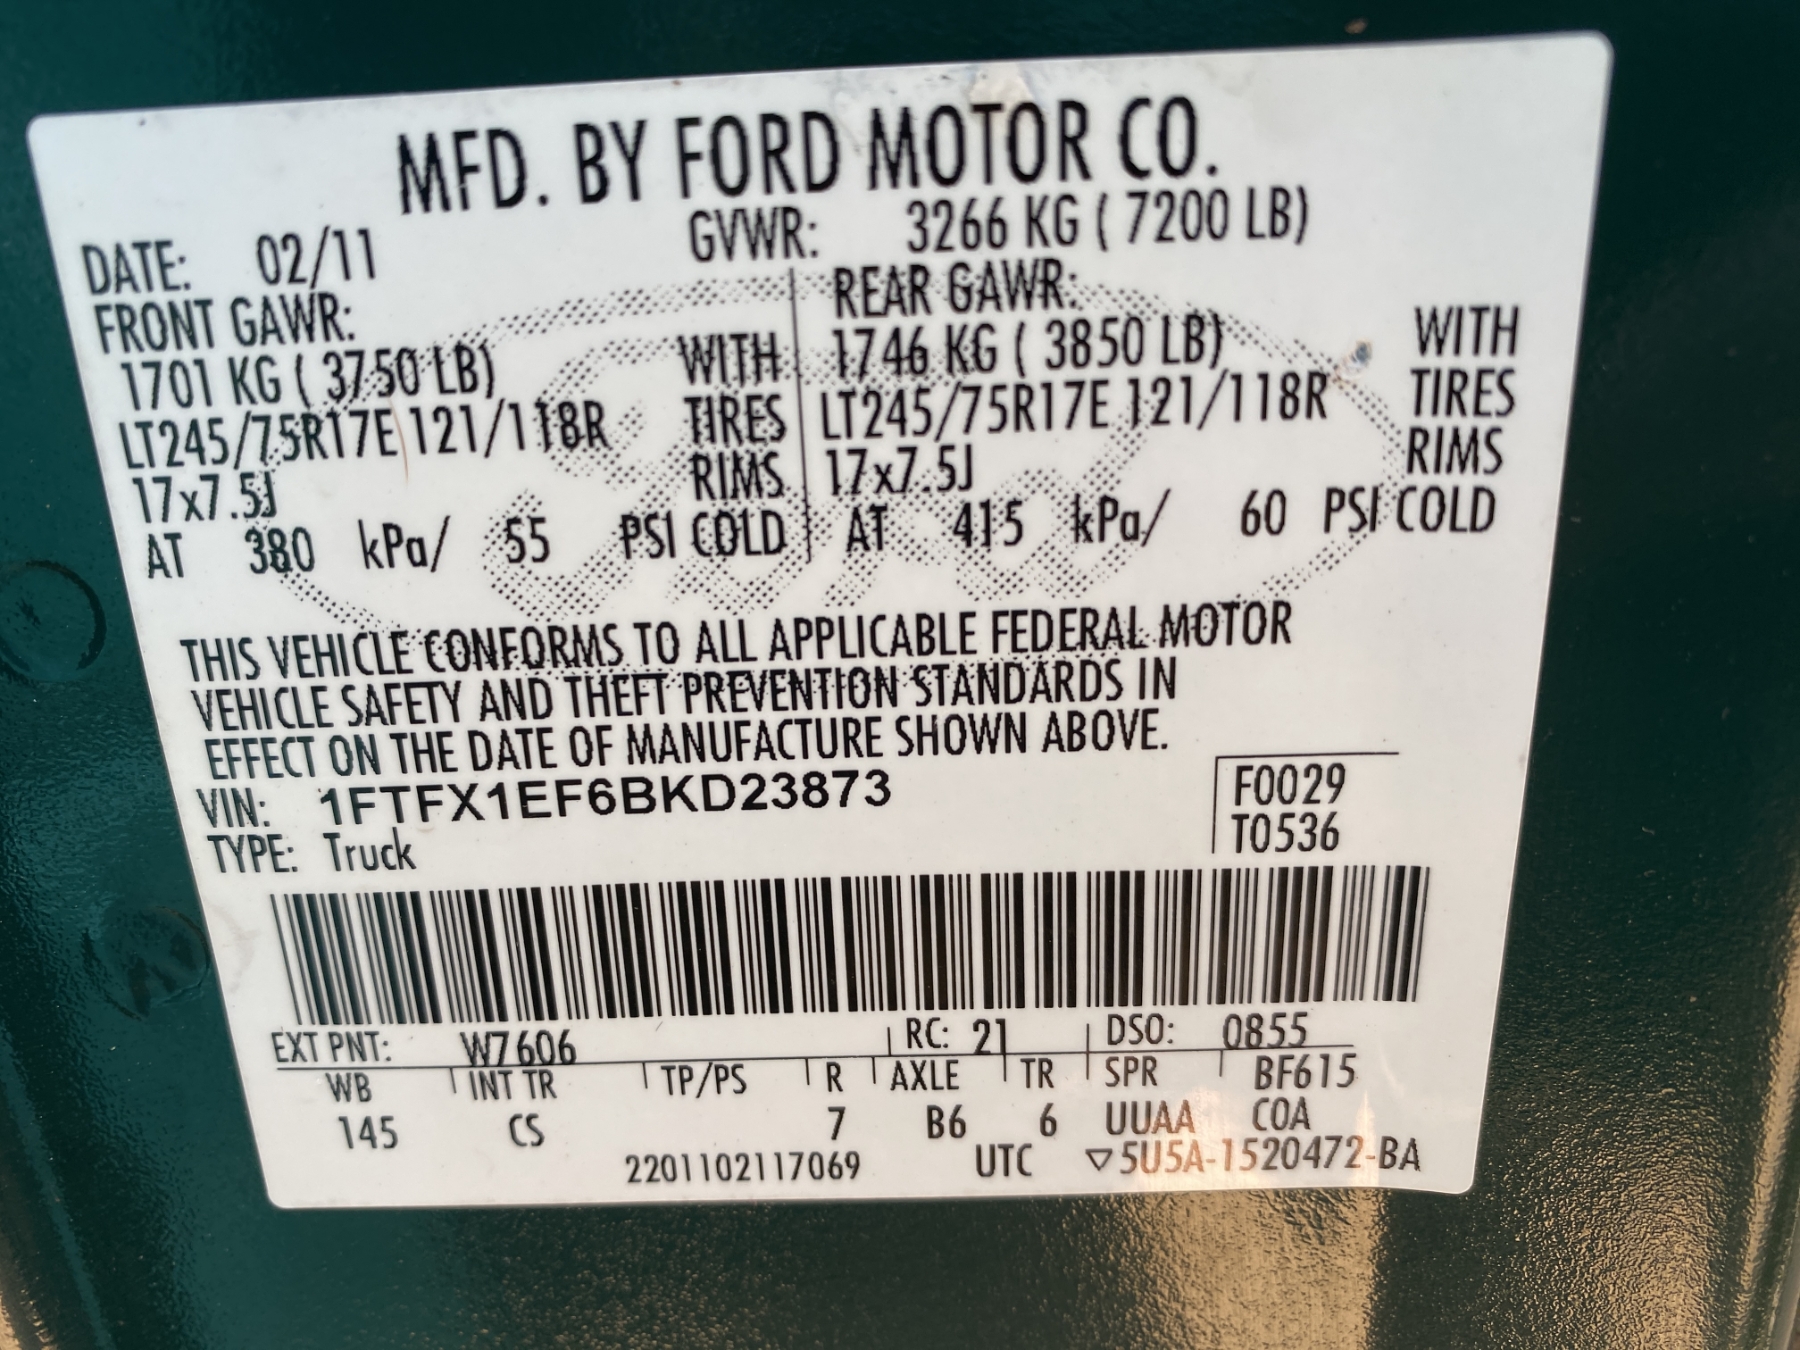 MFD. BY FORD MOTOR CO.
DATE: 02/11 GVWR: 3266 KG ( 7200 LB)
FRONT GAWR: REAR GAWR:
1701 KG ( 3750 LB) WITH 1746 KG ( 3850 LB) WITH
LT245/75R17E 121/118R TIRES LT245/75R17E 121/118R TIRES
17x7.5J RIMS 17x7.5J RIMS
AT 380 kPa/ 55 PSI COLD AT 415 kPa/ 60 PSI COLD
THIS VEHICLE CONFORMS TO ALL APPLICABLE FEDERAL MOTOR
VEHICLE SAFETY AND THEFT PREVENTION STANDARDS IN
EFFECT ON THE DATE OF MANUFACTURE SHOWN ABOVE.
VIN: 1FTFX1EF6BKD23873 F0029
TYPE: Truck T0536
EXT PNT: W7606 RC: 21 DSO: 0855
WB INT TR TP/PS R AXLE TR SPR BF615
145 CS 7 B6 6 UUAA COA
2201102117069 UTC ▽5U5A-1520472-BA